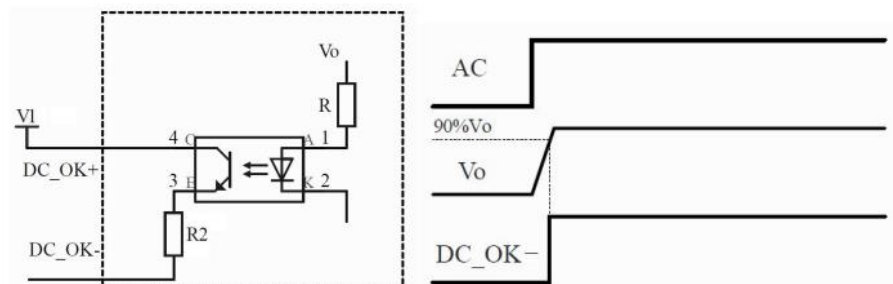 Vo
R
V1
4 C
A 1
DC_OK+
3 E
K 2
R2
DC_OK-
AC
90%Vo
Vo
DC_OK−